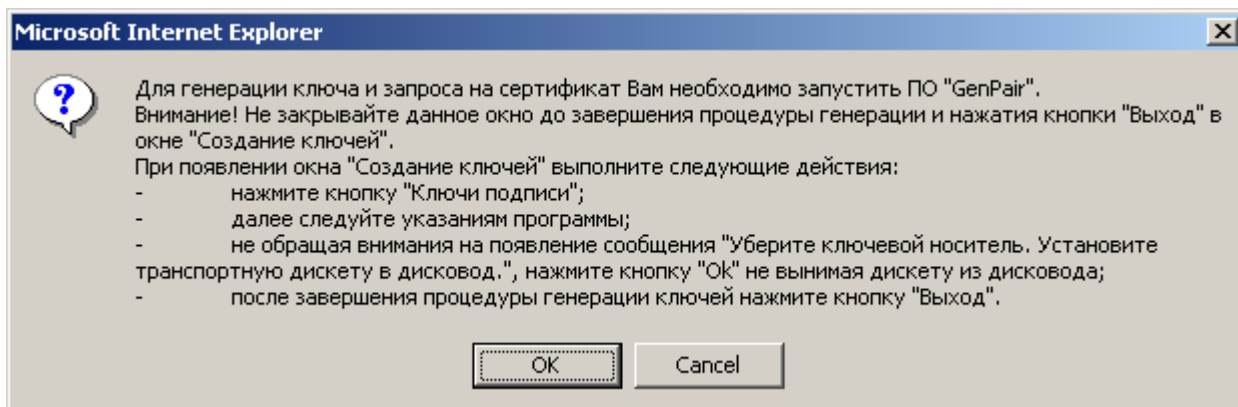 Microsoft Internet Explorer
Для генерации ключа и запроса на сертификат Вам необходимо запустить ПО "GenPair".
Внимание! Не закрывайте данное окно до завершения процедуры генерации и нажатия кнопки "Выход" в
окне "Создание ключей".
При появлении окна "Создание ключей" выполните следующие действия:
- нажмите кнопку "Ключи подписи";
- далее следуйте указаниям программы;
- не обращая внимания на появление сообщения "Уберите ключевой носитель. Установите
транспортную дискету в дисковод.", нажмите кнопку "Ok" не вынимая дискету из дисковода;
- после завершения процедуры генерации ключей нажмите кнопку "Выход".
OK Cancel